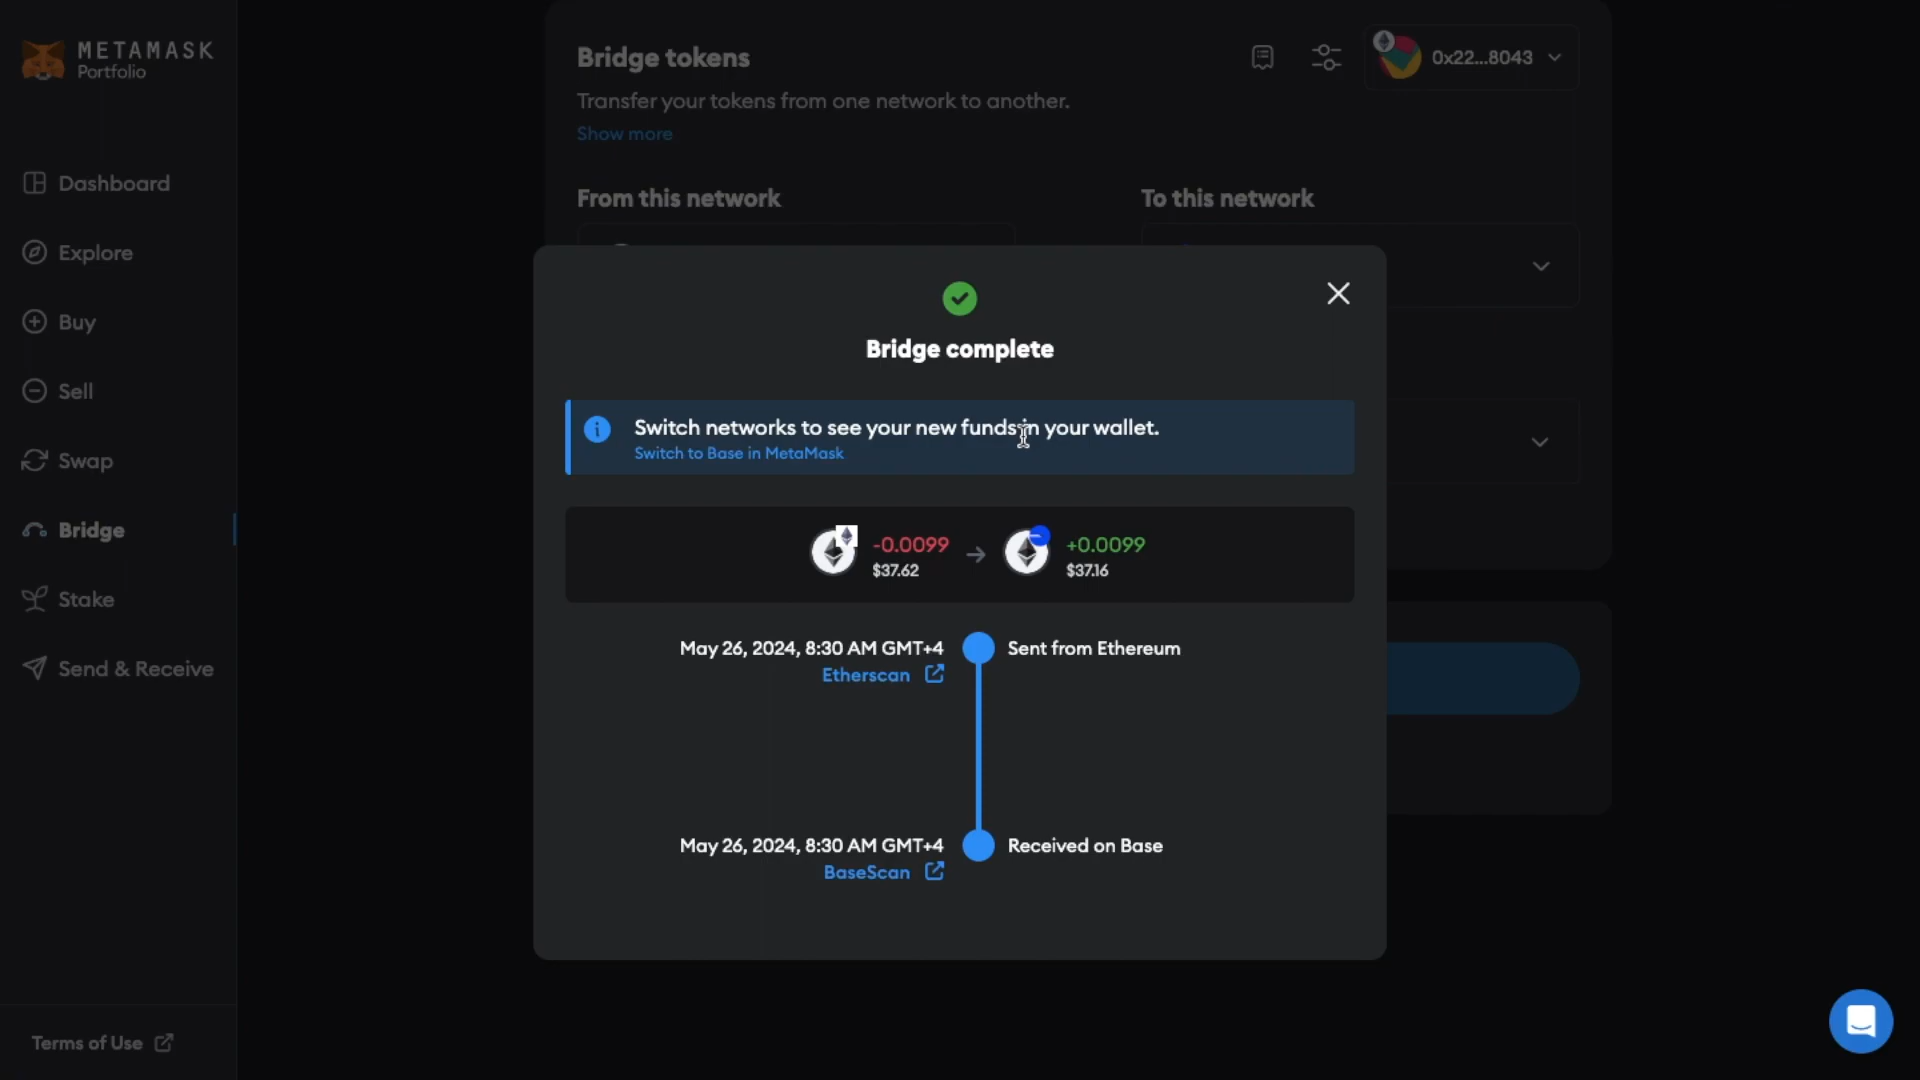 METAMASK
Portfolio
Dashboard
Explore
Buy
Sell
Swap
Bridge
Stake
Send & Receive
Terms of Use
Bridge tokens
Transfer your tokens from one network to another.
Show more
0x22...8043
From this network
To this network
Bridge complete
Switch networks to see your new funds in your wallet.
Switch to Base in MetaMask
-0.0099
$37.62
+0.0099
$37.16
May 26, 2024, 8:30 AM GMT+4
Etherscan
Sent from Ethereum
May 26, 2024, 8:30 AM GMT+4
BaseScan
Received on Base